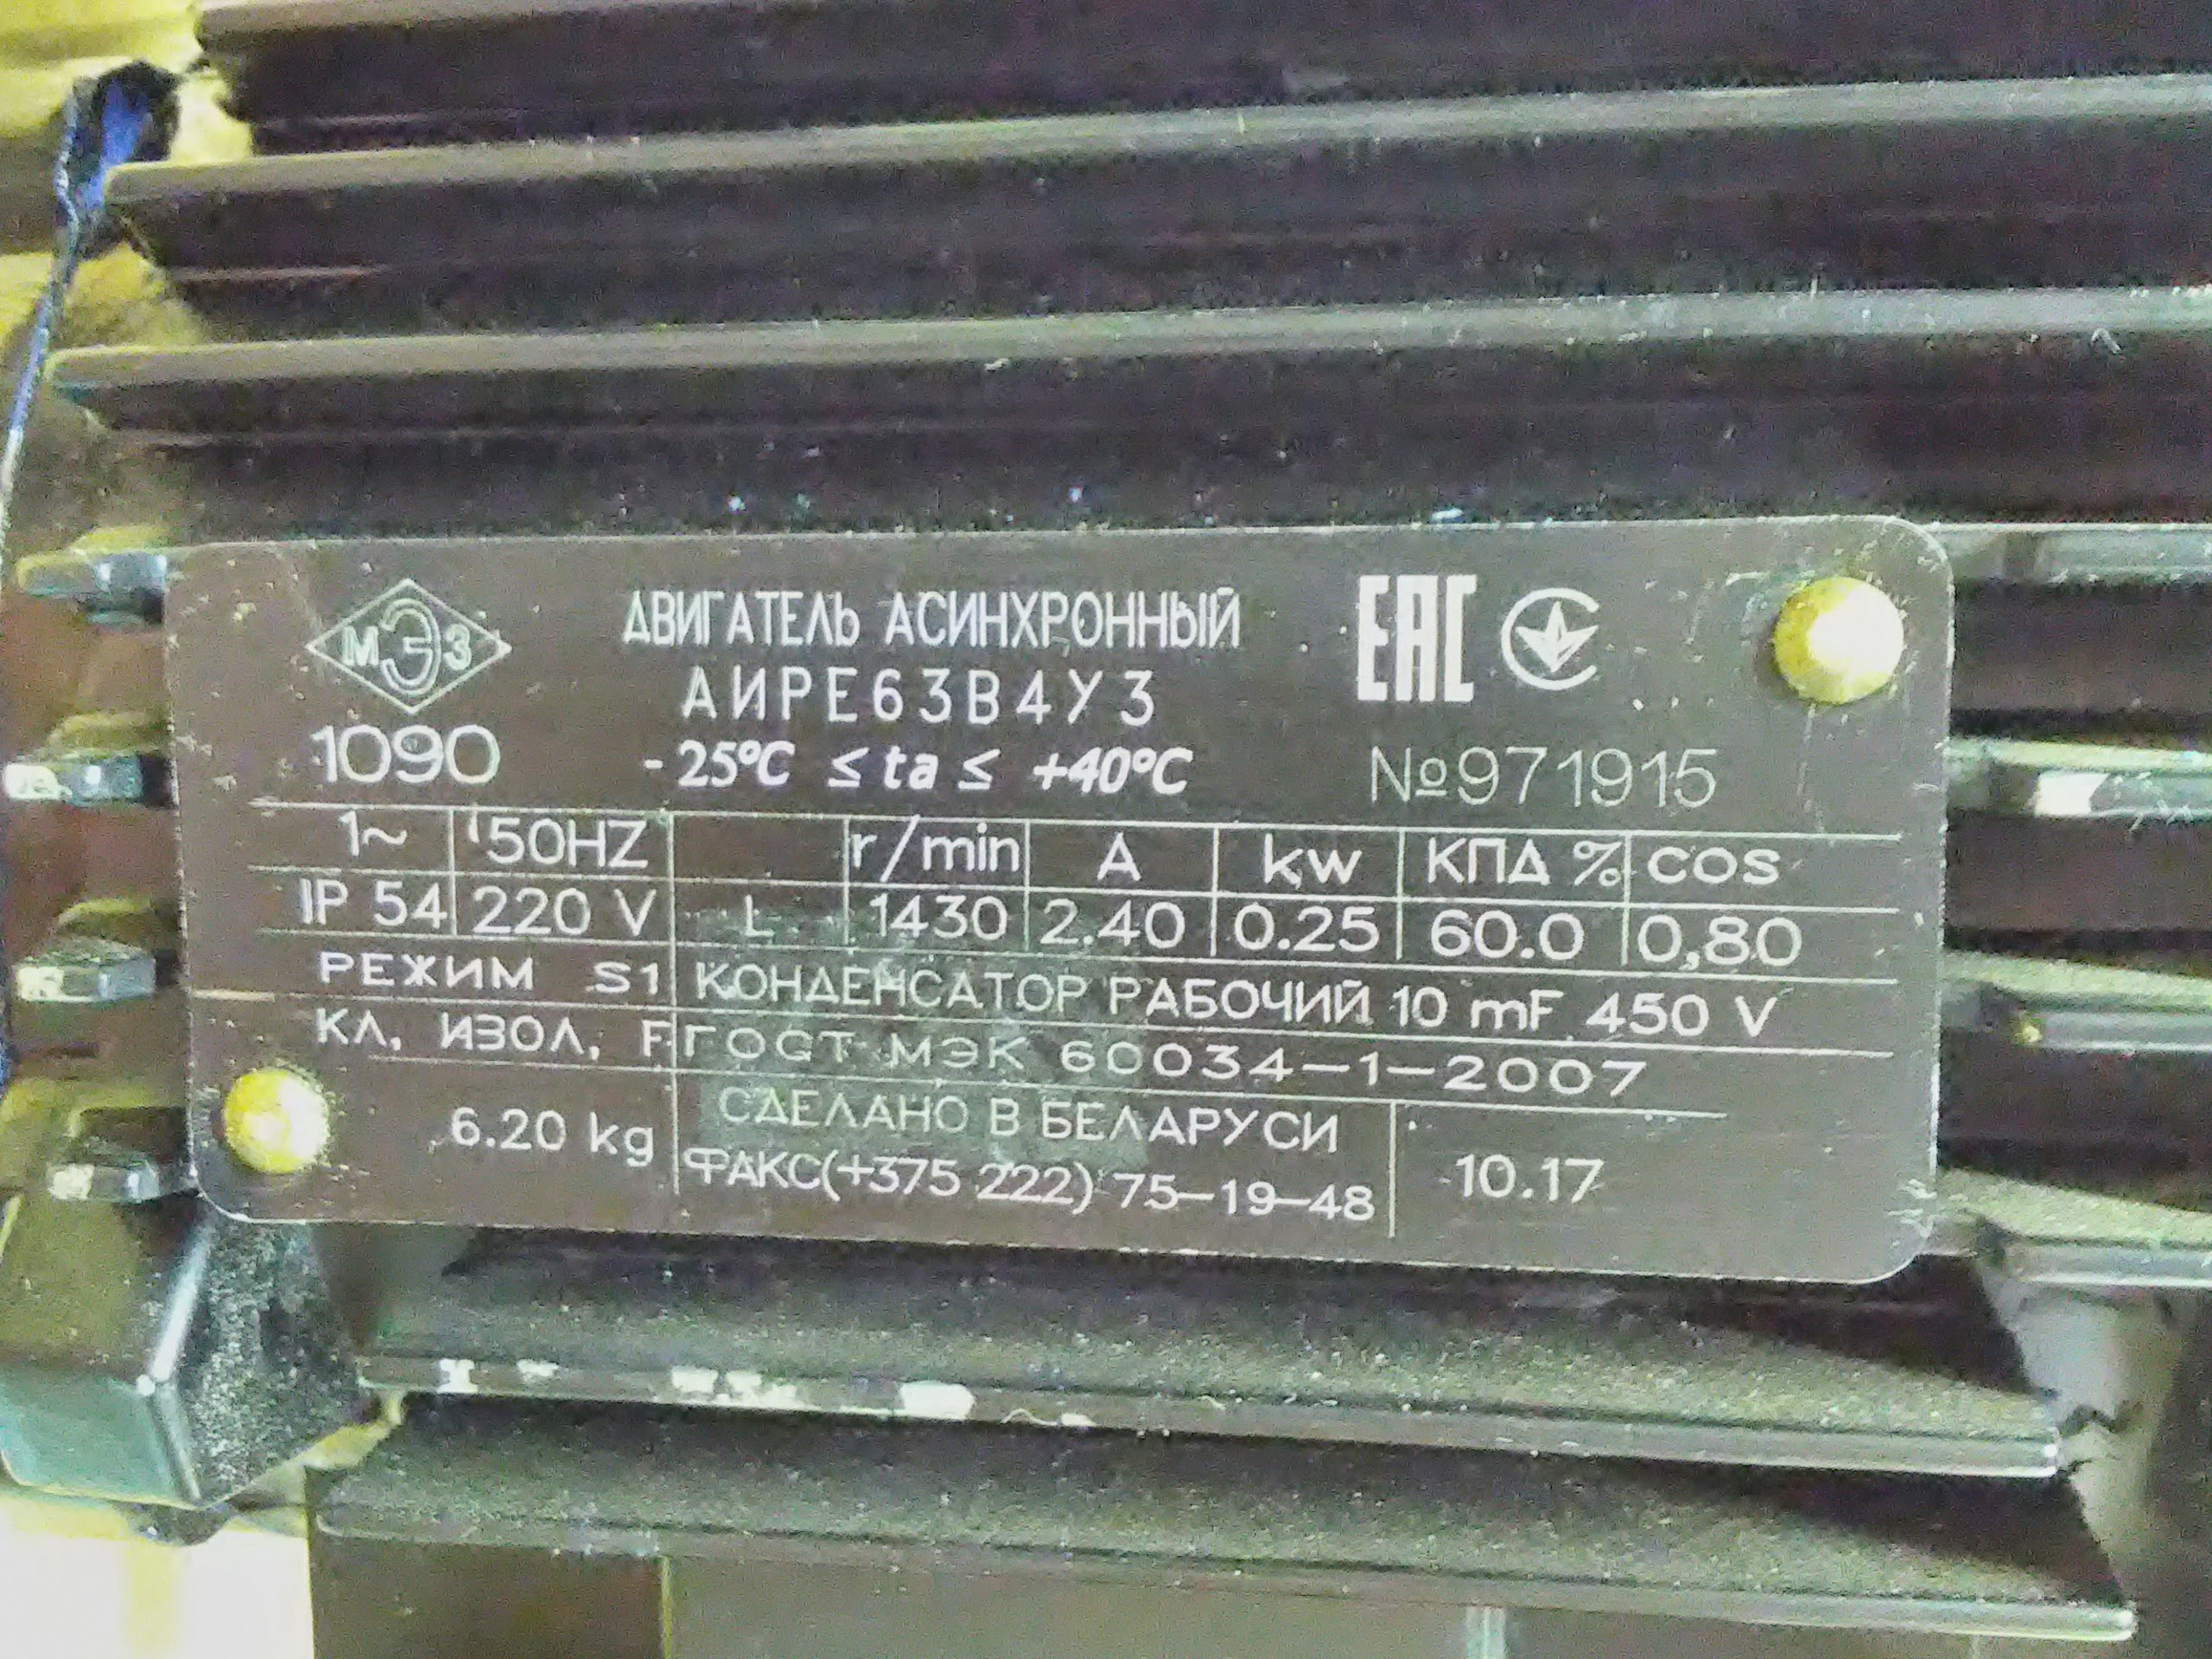 МЭЗ
1090
ДВИГАТЕЛЬ АСИНХРОННЫЙ
АИРЕ63В4У3
-25°C ≤ ta ≤ +40°C
EAC
№971915
1~ 50HZ r/min A kw КПД % cos
IP 54 220 V L 1430 2.40 0.25 60.0 0,80
РЕЖИМ S1 КОНДЕНСАТОР РАБОЧИЙ 10 mF 450 V
КЛ, ИЗОЛ, F ГОСТ МЭК 60034-1-2007
6.20 kg СДЕЛАНО В БЕЛАРУСИ 10.17
ФАКС(+375 222) 75-19-48